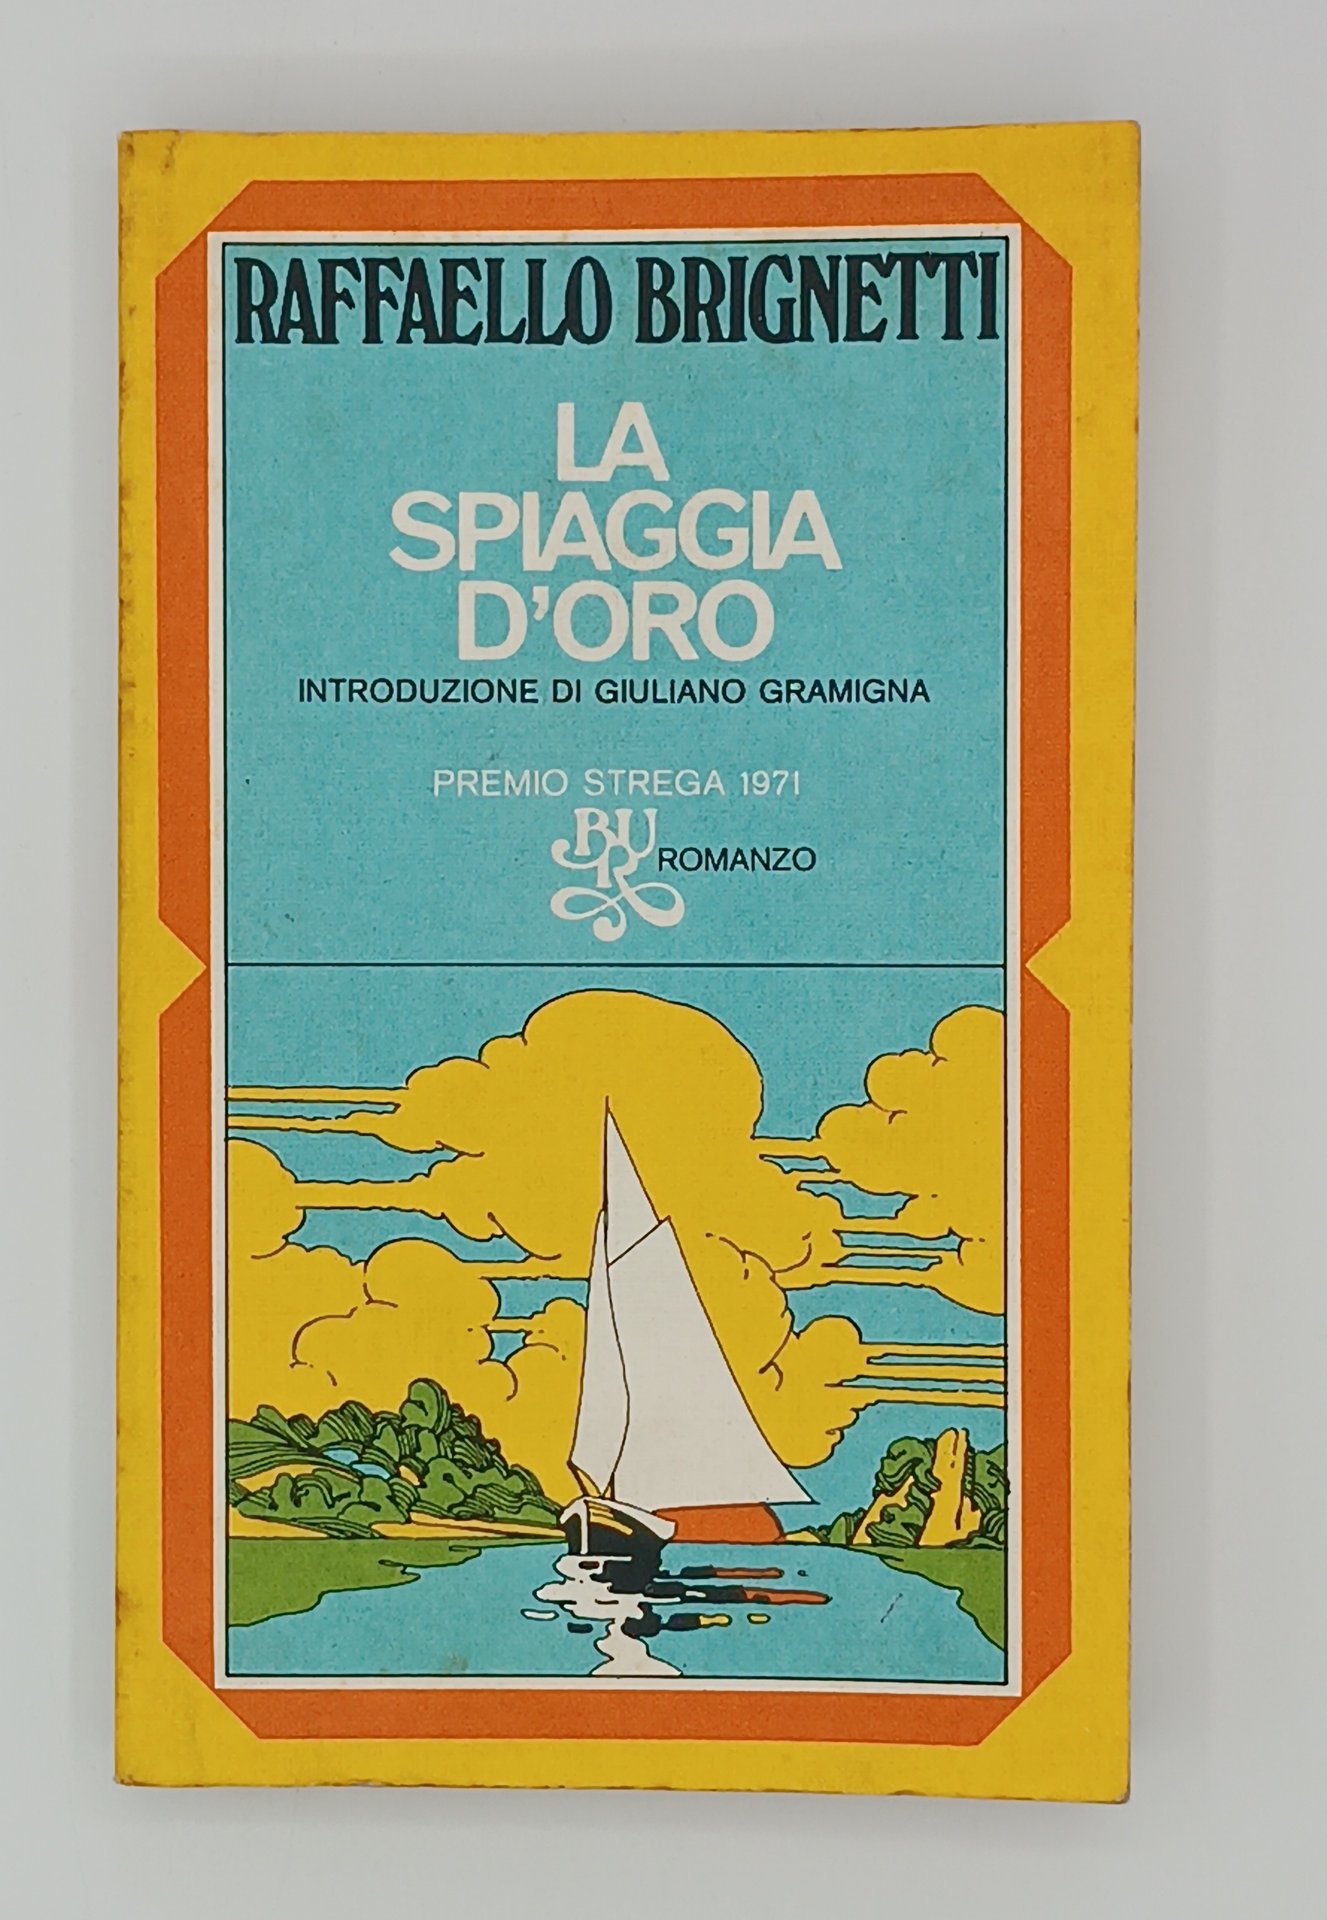 RAFFAELLO BRIGNETTI
LA
SPIAGGIA
D'ORO
INTRODUZIONE DI GIULIANO GRAMIGNA
PREMIO STREGA 1971
BUR ROMANZO